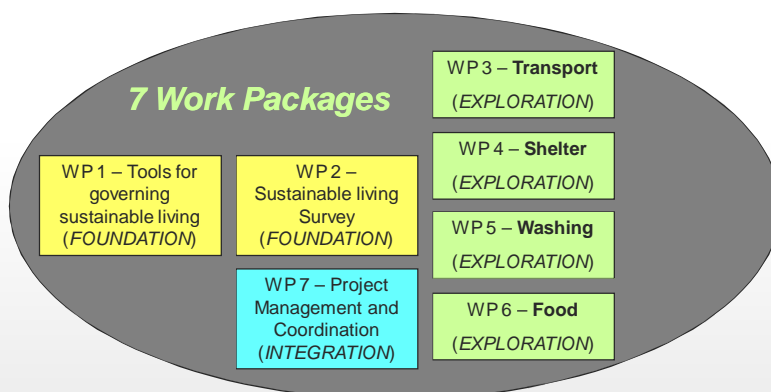 7 Work Packages
WP1 – Tools for
governing
sustainable living
(FOUNDATION)
WP2 –
Sustainable living
Survey
(FOUNDATION)
WP3 – Transport
(EXPLORATION)
WP4 – Shelter
(EXPLORATION)
WP5 – Washing
(EXPLORATION)
WP6 – Food
(EXPLORATION)
WP7 – Project
Management and
Coordination
(INTEGRATION)